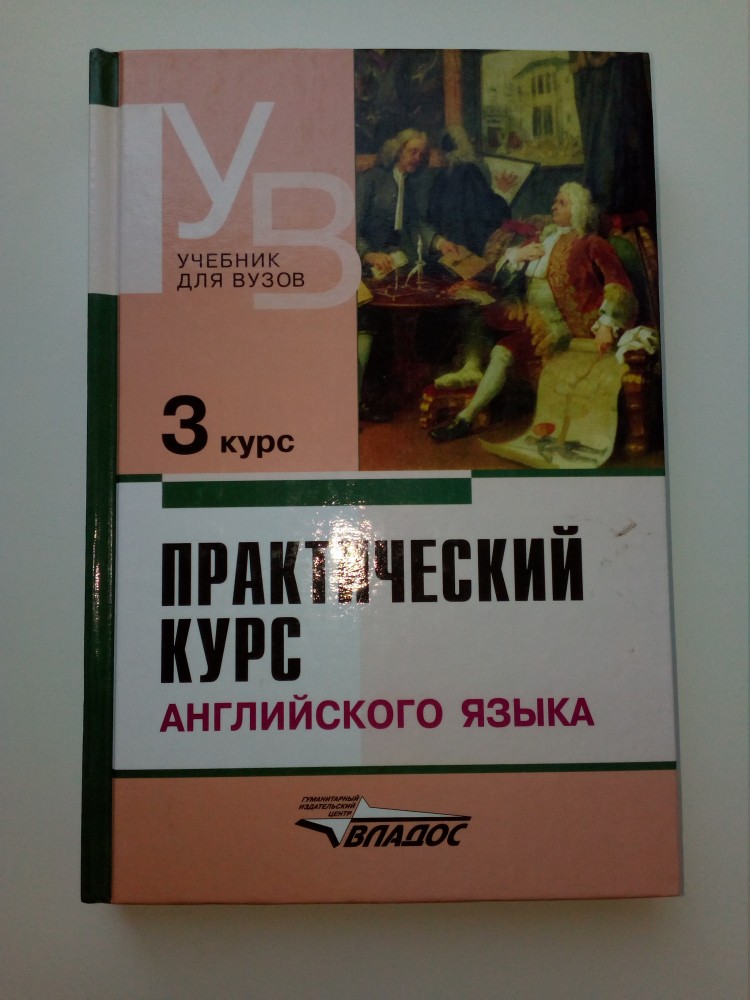 УВ
УЧЕБНИК
ДЛЯ ВУЗОВ
3 курс
ПРАКТИЧЕСКИЙ
КУРС
АНГЛИЙСКОГО ЯЗЫКА
ГУМАНИТАРНЫЙ
ИЗДАТЕЛЬСКИЙ
ЦЕНТР
ВЛАДОС